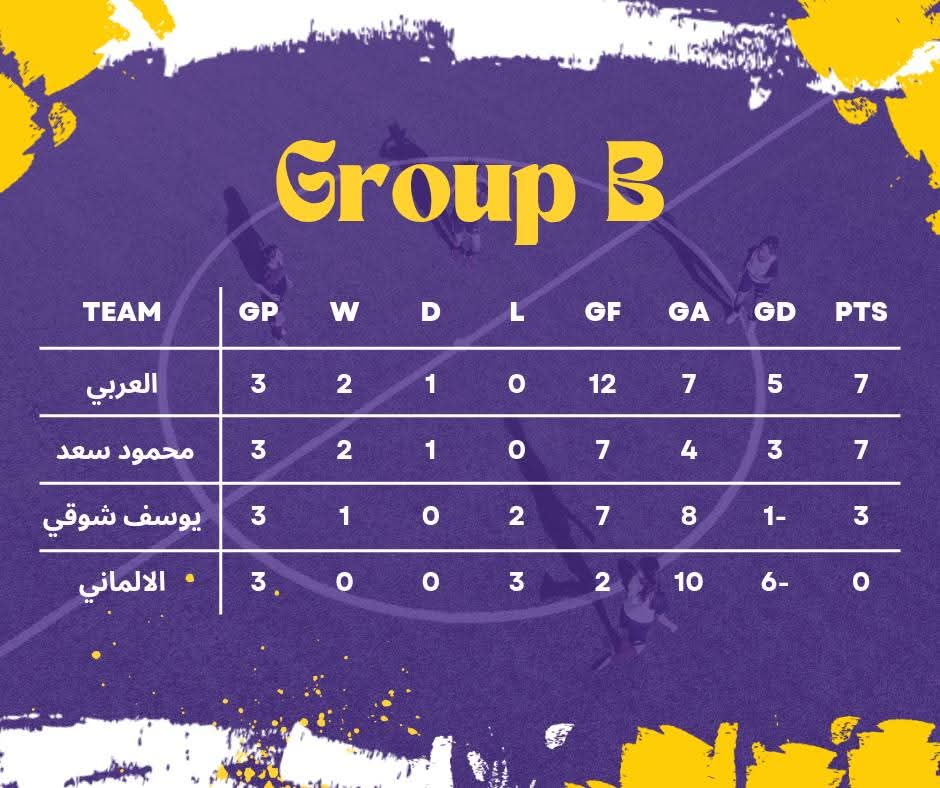 Group B
TEAM GP W D L GF GA GD PTS
العربي 3 2 1 0 12 7 5 7
محمود سعد 3 2 1 0 7 4 3 7
يوسف شوقي 3 1 0 2 7 8 1- 3
الالماني 3 0 0 3 2 10 6- 0